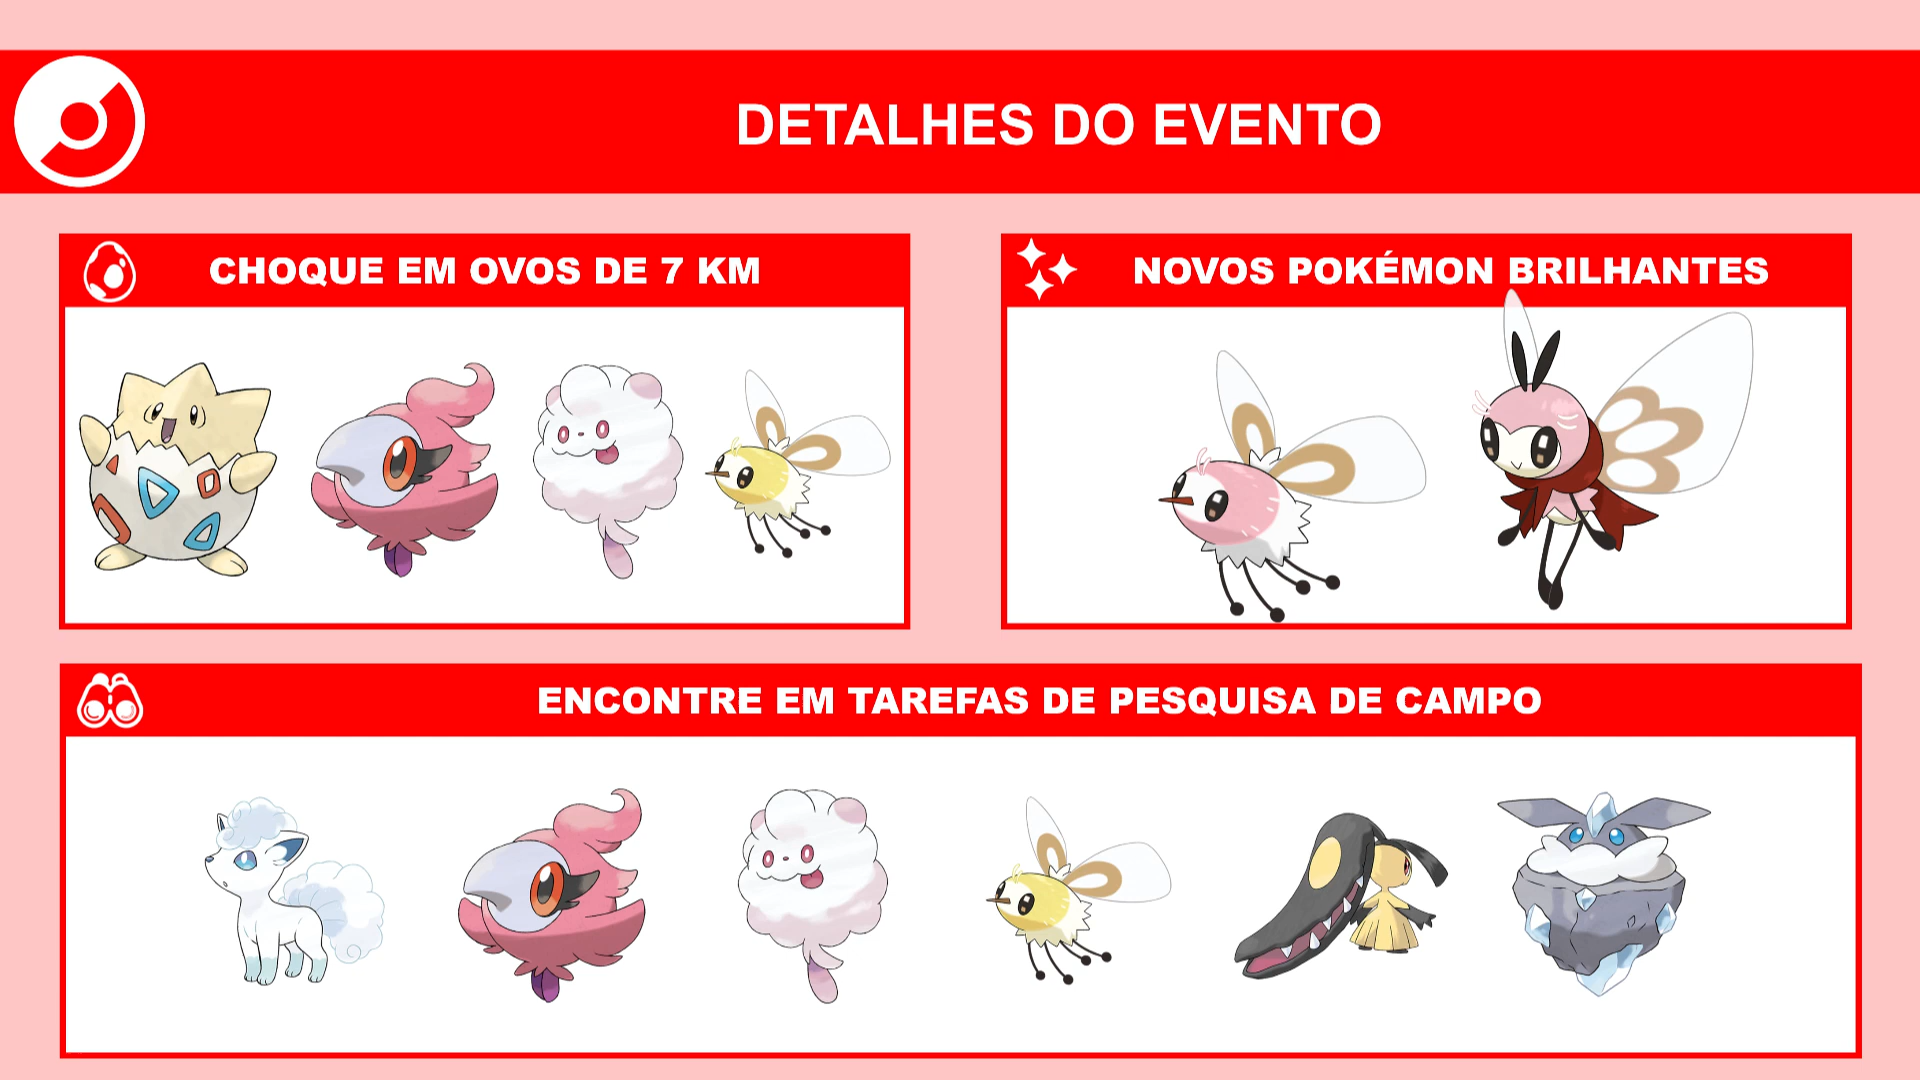 DETALHES DO EVENTO
CHOQUE EM OVOS DE 7 KM
NOVOS POKÉMON BRILHANTES
ENCONTRE EM TAREFAS DE PESQUISA DE CAMPO